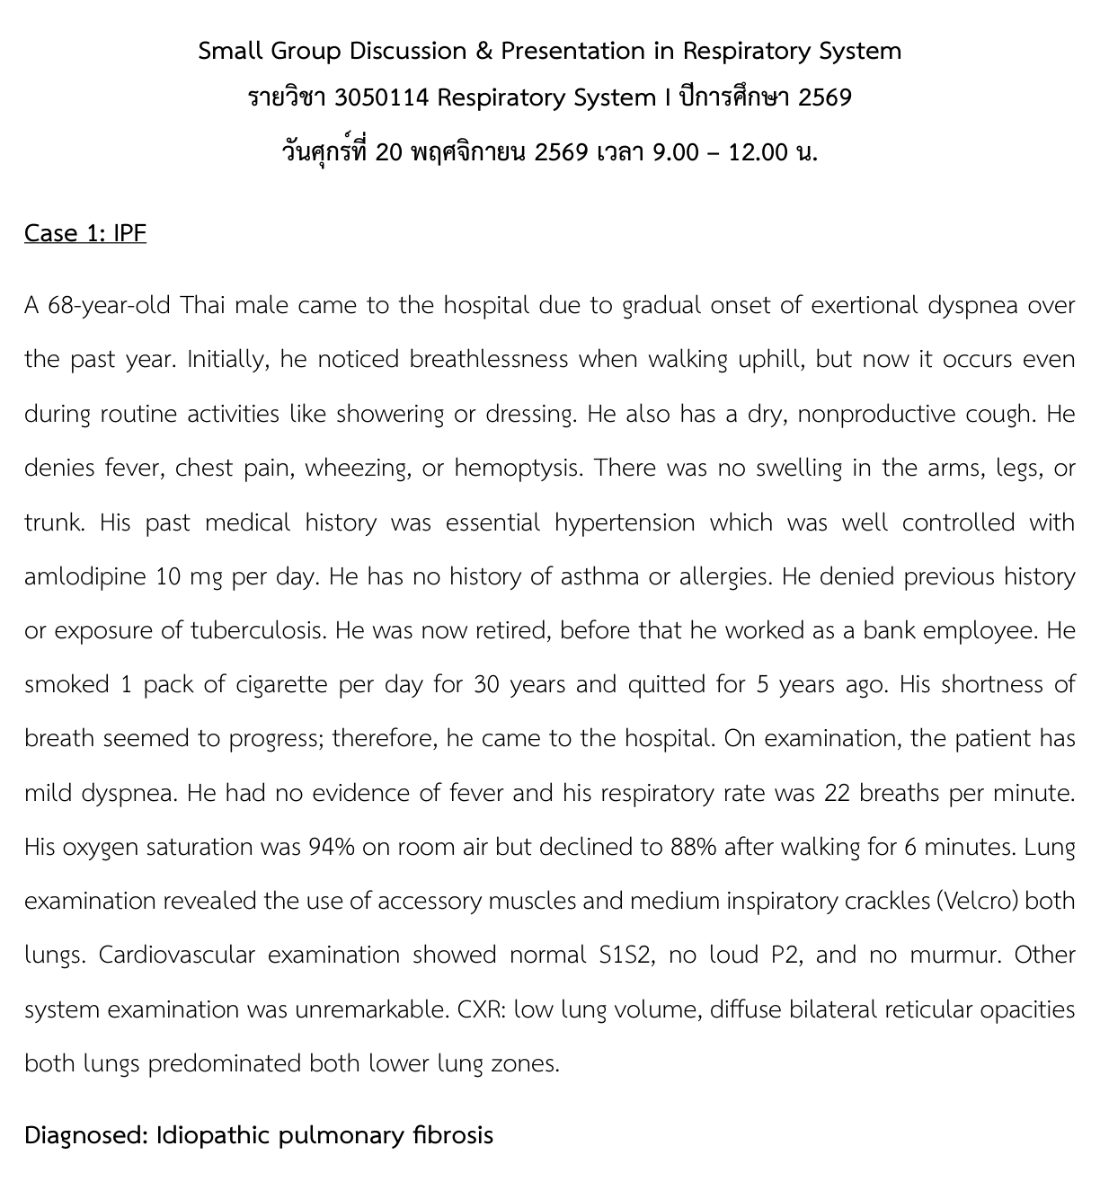 Small Group Discussion & Presentation in Respiratory System
รายวิชา 3050114 Respiratory System I ปีการศึกษา 2569
วันศุกร์ที่ 20 พฤศจิกายน 2569 เวลา 9.00 – 12.00 น.
Case 1: IPF
A 68-year-old Thai male came to the hospital due to gradual onset of exertional dyspnea over
the past year. Initially, he noticed breathlessness when walking uphill, but now it occurs even
during routine activities like showering or dressing. He also has a dry, nonproductive cough. He
denies fever, chest pain, wheezing, or hemoptysis. There was no swelling in the arms, legs, or
trunk. His past medical history was essential hypertension which was well controlled with
amlodipine 10 mg per day. He has no history of asthma or allergies. He denied previous history
or exposure of tuberculosis. He was now retired, before that he worked as a bank employee. He
smoked 1 pack of cigarette per day for 30 years and quitted for 5 years ago. His shortness of
breath seemed to progress; therefore, he came to the hospital. On examination, the patient has
mild dyspnea. He had no evidence of fever and his respiratory rate was 22 breaths per minute.
His oxygen saturation was 94% on room air but declined to 88% after walking for 6 minutes. Lung
examination revealed the use of accessory muscles and medium inspiratory crackles (Velcro) both
lungs. Cardiovascular examination showed normal S1S2, no loud P2, and no murmur. Other
system examination was unremarkable. CXR: low lung volume, diffuse bilateral reticular opacities
both lungs predominated both lower lung zones.
Diagnosed: Idiopathic pulmonary fibrosis